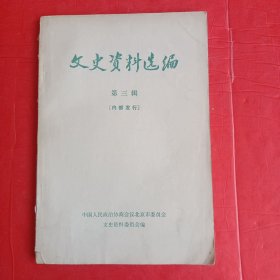 文史资料选编
第三辑
〔内部发行〕
中国人民政治协商会议北京市委员会
文史资料委员会编